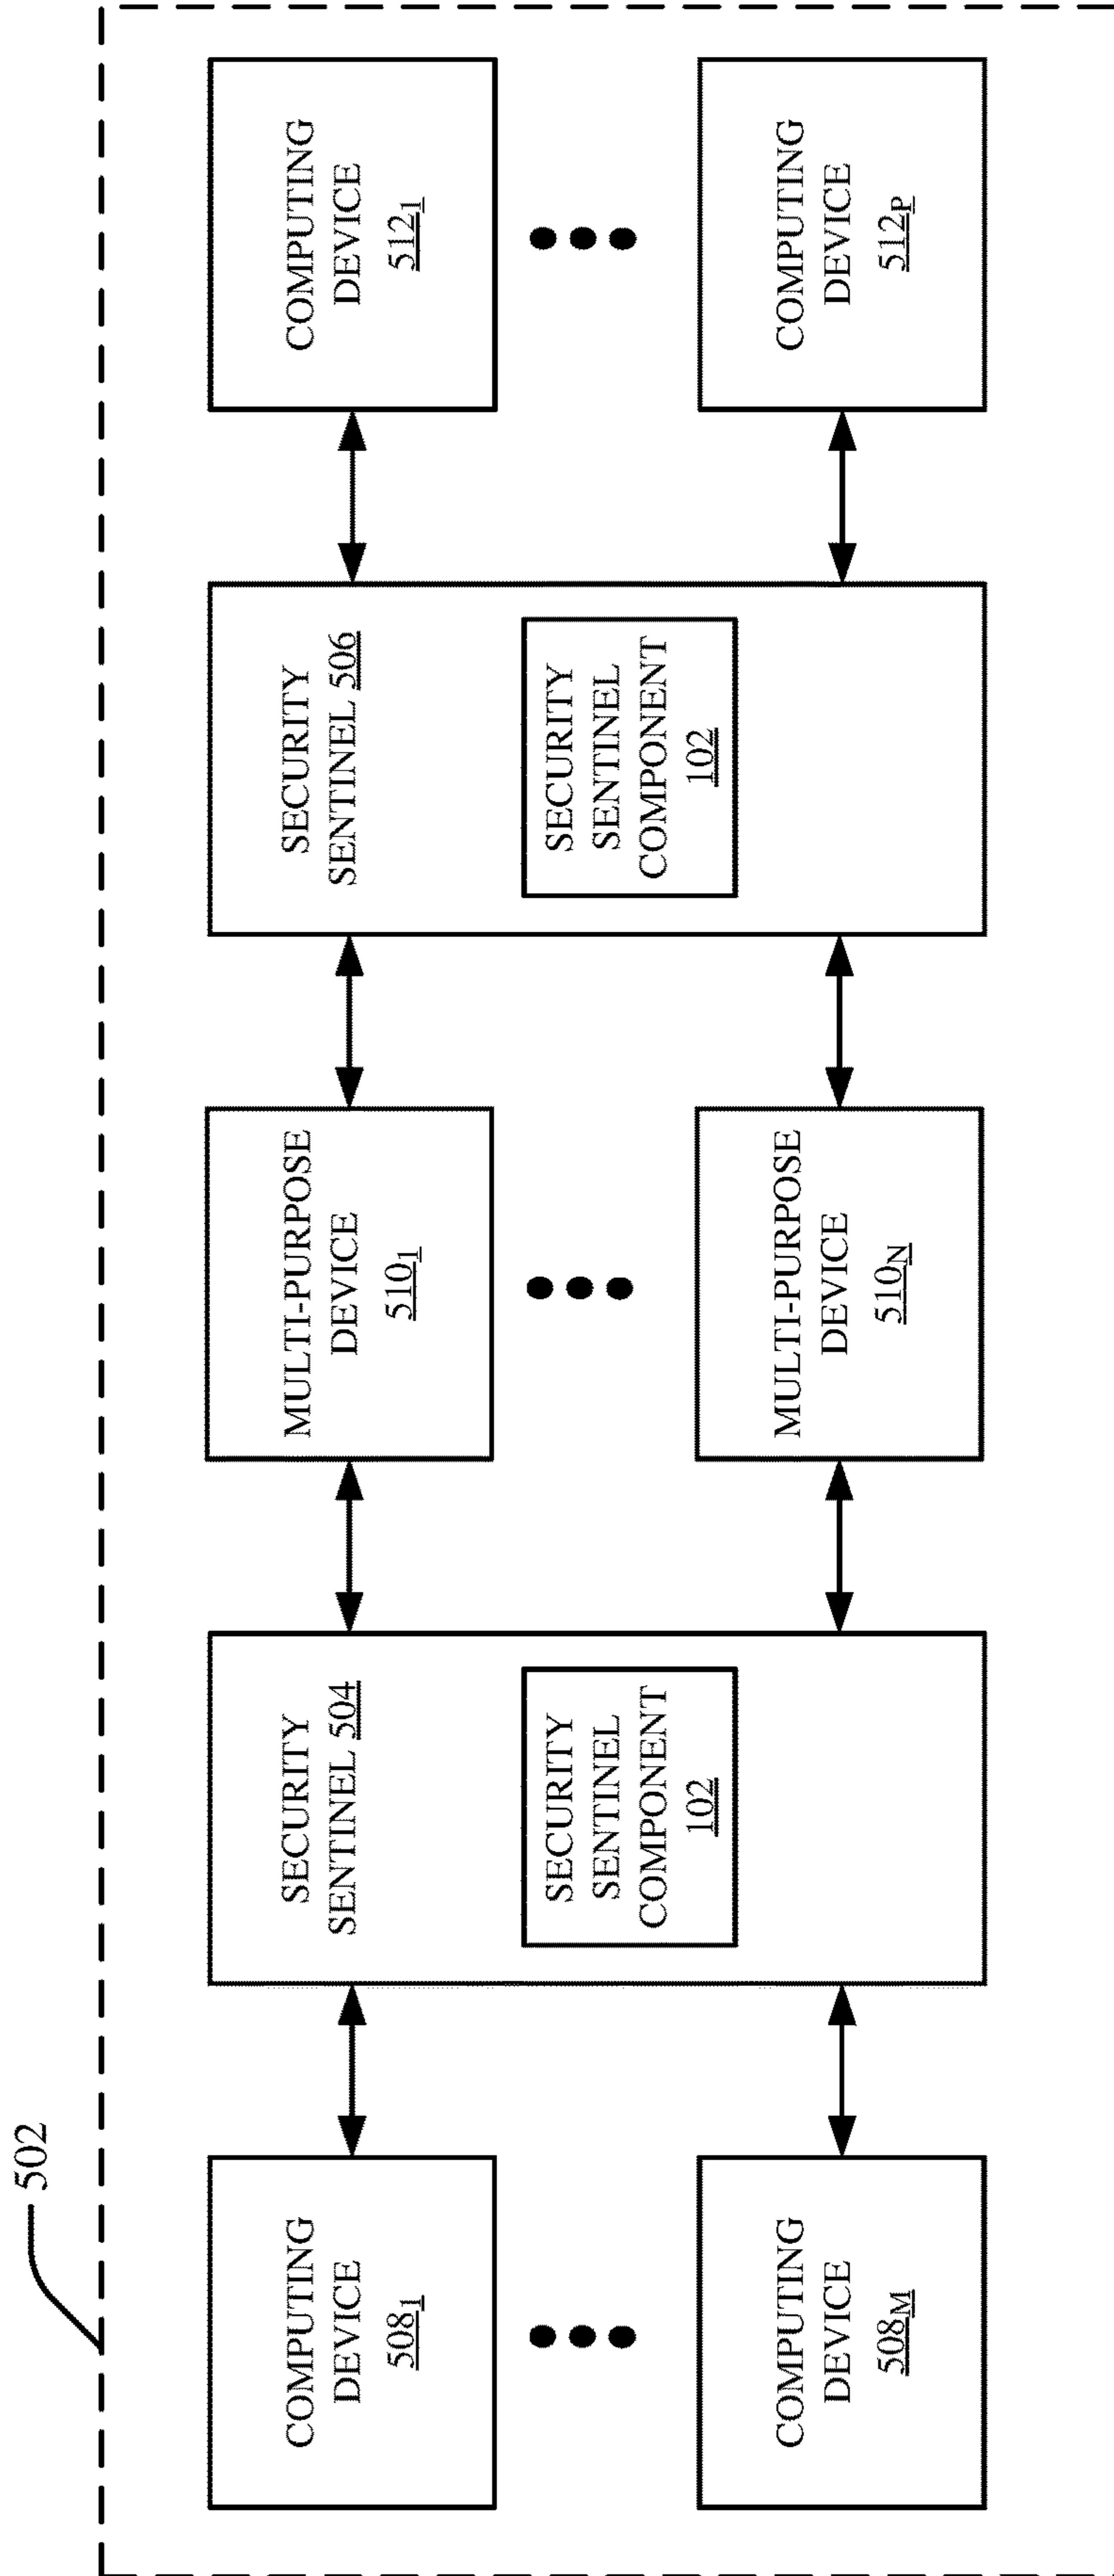 502
COMPUTING
DEVICE
508₁
COMPUTING
DEVICE
508M
SECURITY
SENTINEL 504
SECURITY
SENTINEL
COMPONENT
102
MULTI-PURPOSE
DEVICE
510₁
MULTI-PURPOSE
DEVICE
510N
SECURITY
SENTINEL 506
SECURITY
SENTINEL
COMPONENT
102
COMPUTING
DEVICE
512₁
COMPUTING
DEVICE
512P